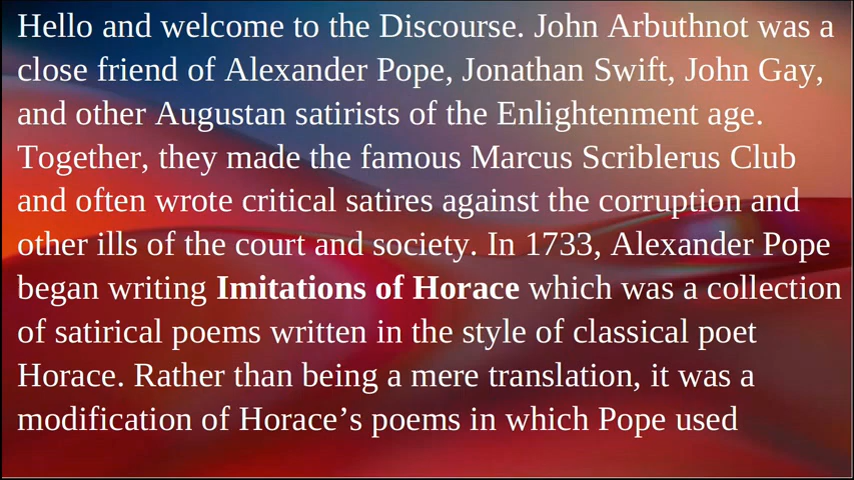 Hello and welcome to the Discourse. John Arbuthnot was a
close friend of Alexander Pope, Jonathan Swift, John Gay,
and other Augustan satirists of the Enlightenment age.
Together, they made the famous Marcus Scriblerus Club
and often wrote critical satires against the corruption and
other ills of the court and society. In 1733, Alexander Pope
began writing Imitations of Horace which was a collection
of satirical poems written in the style of classical poet
Horace. Rather than being a mere translation, it was a
modification of Horace’s poems in which Pope used